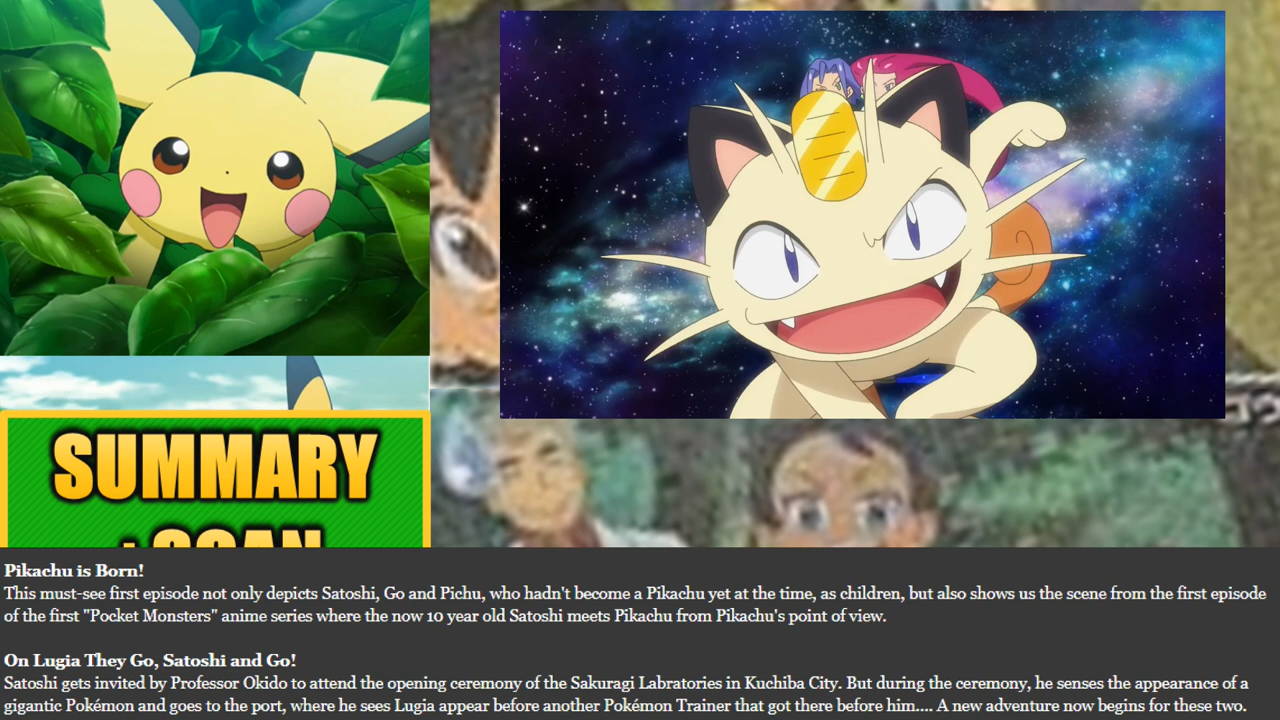 SUMMARY
+SCAN
Pikachu is Born!
This must-see first episode not only depicts Satoshi, Go and Pichu, who hadn't become a Pikachu yet at the time, as children, but also shows us the scene from the first episode
of the first "Pocket Monsters" anime series where the now 10 year old Satoshi meets Pikachu from Pikachu's point of view.
On Lugia They Go, Satoshi and Go!
Satoshi gets invited by Professor Okido to attend the opening ceremony of the Sakuragi Labratories in Kuchiba City. But during the ceremony, he senses the appearance of a
gigantic Pokémon and goes to the port, where he sees Lugia appear before another Pokémon Trainer that got there before him.... A new adventure now begins for these two.